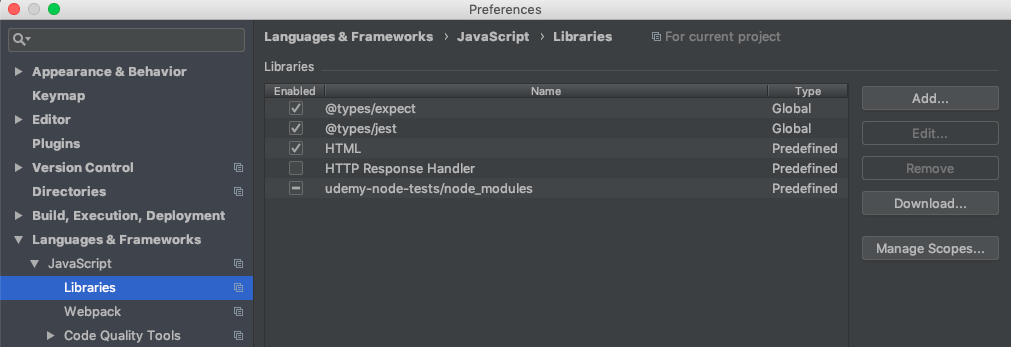 Preferences
Languages & Frameworks › JavaScript › Libraries For current project
Appearance & Behavior
Keymap
Editor
Plugins
Version Control
Directories
Build, Execution, Deployment
Languages & Frameworks
JavaScript
Libraries
Webpack
Code Quality Tools
Libraries
Enabled Name Type
@types/expect Global
@types/jest Global
HTML Predefined
HTTP Response Handler Predefined
udemy-node-tests/node_modules Predefined
Add...
Edit...
Remove
Download...
Manage Scopes...